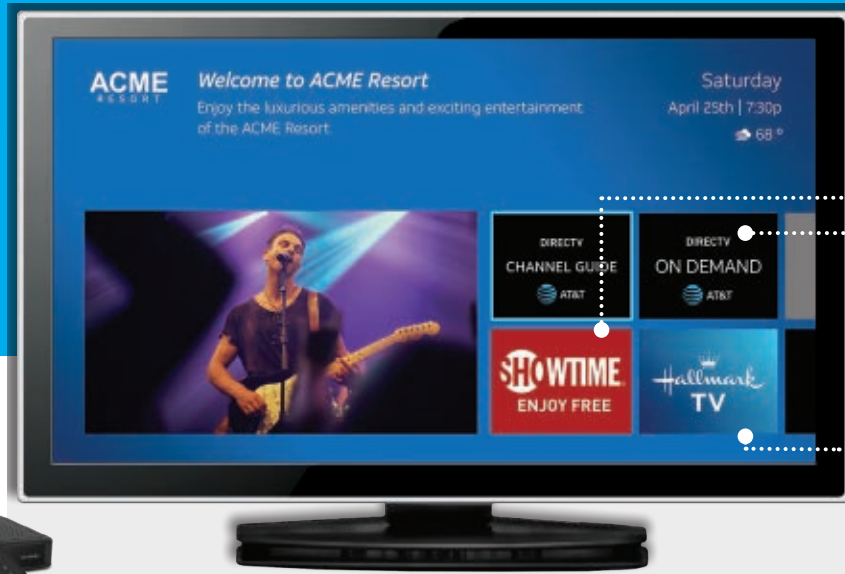 ACME
RESORT
Welcome to ACME Resort
Enjoy the luxurious amenities and exciting entertainment
of the ACME Resort
Saturday
April 25th | 7:30p
68°
DIRECTV
CHANNEL GUIDE
AT&T
DIRECTV
ON DEMAND
AT&T
SHOWTIME
ENJOY FREE
Hallmark
TV